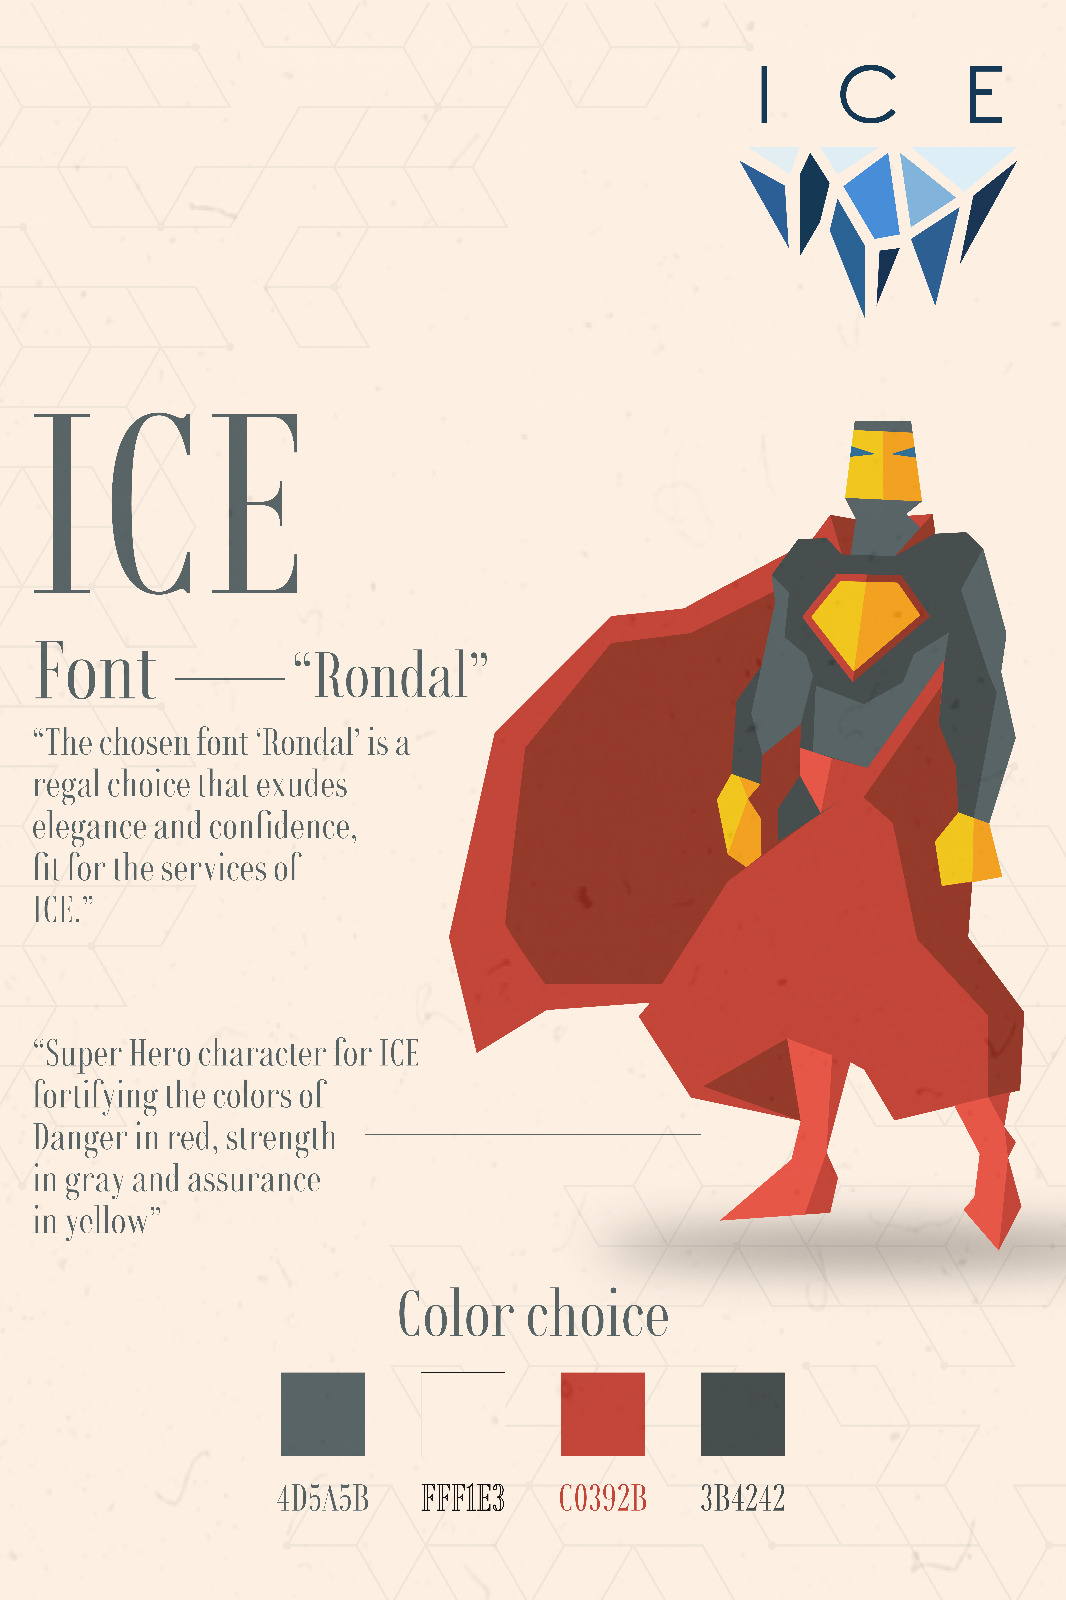 I C E
ICE
Font — “Rondal”
“The chosen font ‘Rondal’ is a
regal choice that exudes
elegance and confidence,
fit for the services of
ICE.”
“Super Hero character for ICE
fortifying the colors of
Danger in red, strength
in gray and assurance
in yellow”
Color choice
4D5A5B FFF1E3 C0392B 3B4242